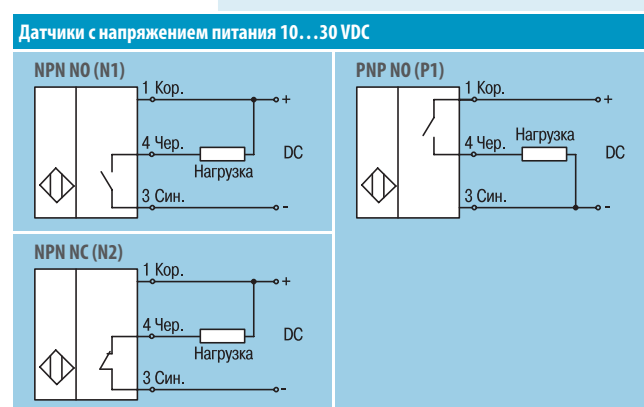 Датчики с напряжением питания 10...30 VDC
NPN NO (N1)
1 Кор.
+
4 Чер.
Нагрузка
DC
3 Син.
-
PNP NO (P1)
1 Кор.
+
4 Чер.
Нагрузка
DC
3 Син.
-
NPN NC (N2)
1 Кор.
+
4 Чер.
Нагрузка
DC
3 Син.
-